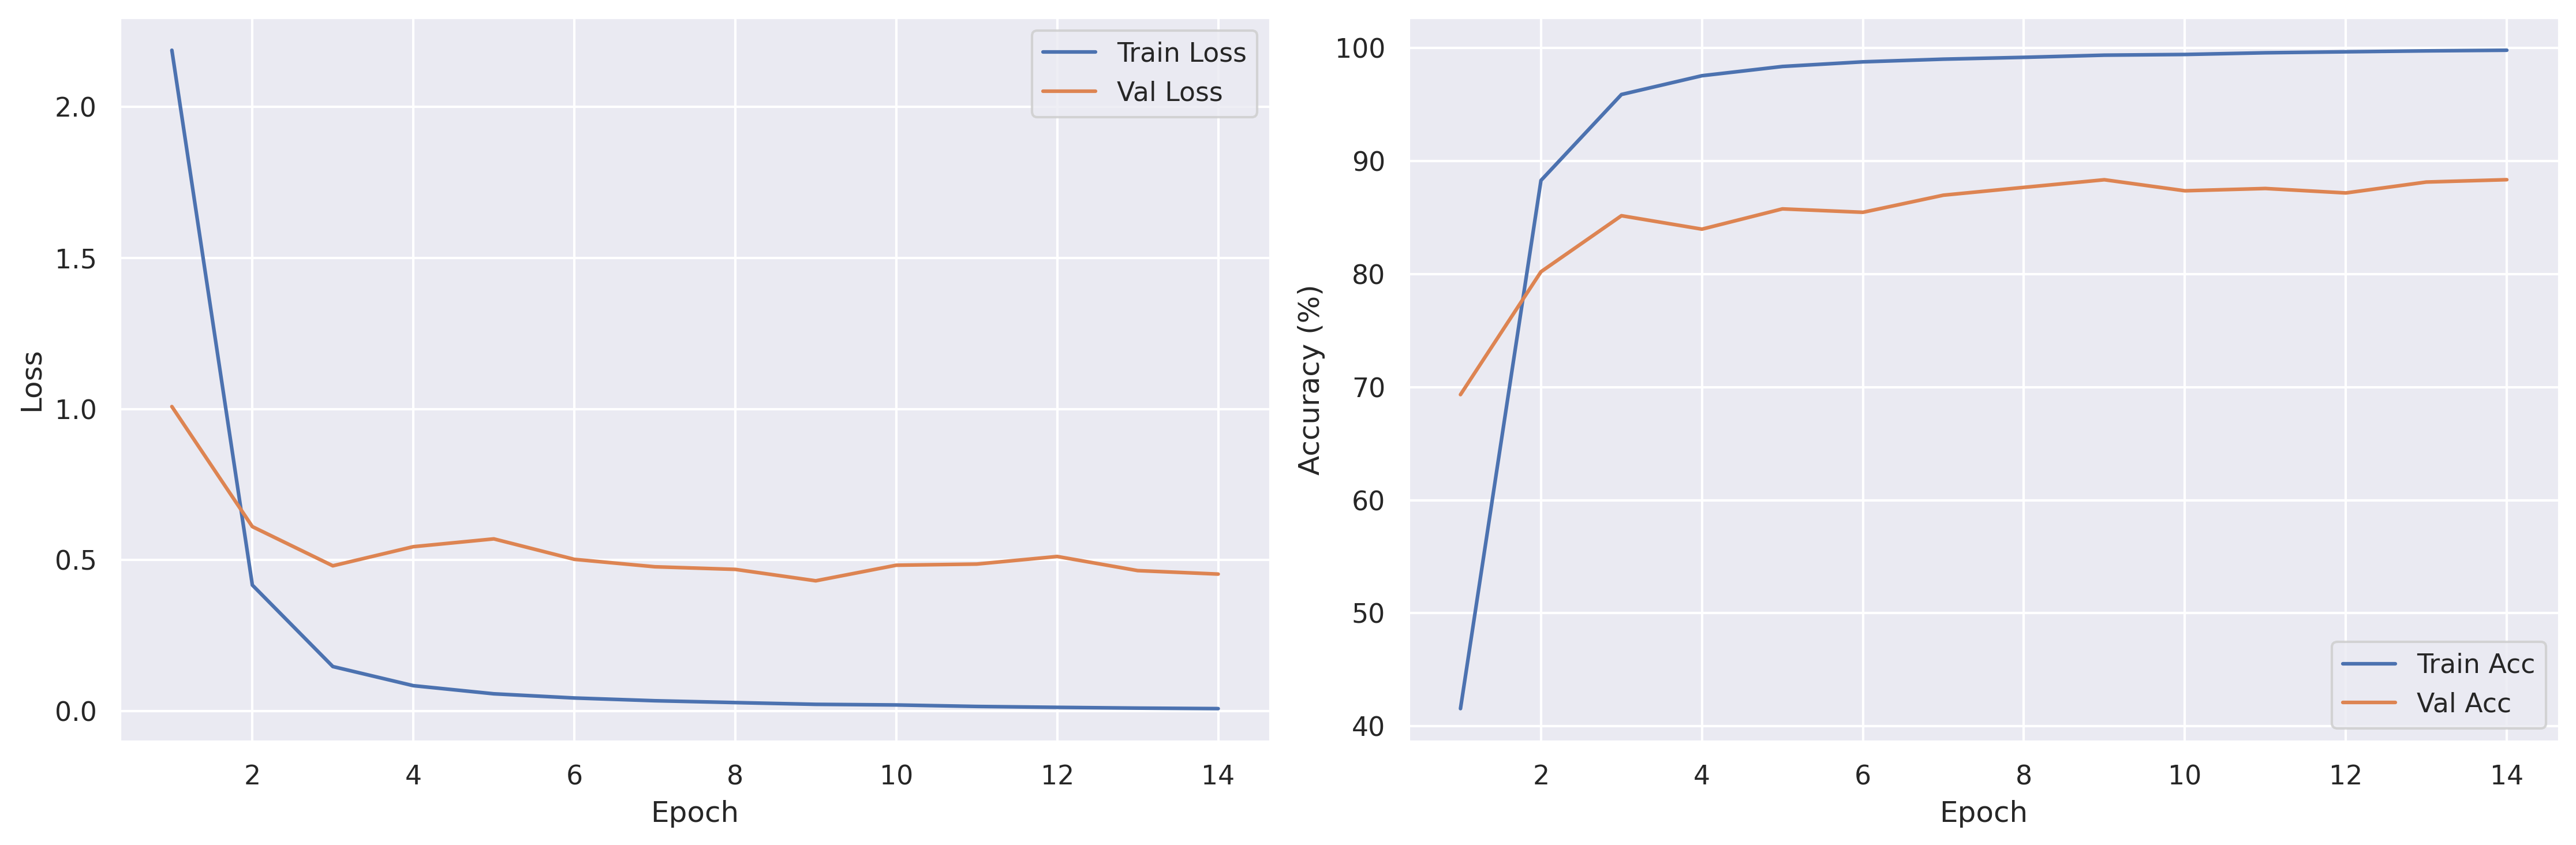 Train Loss
Val Loss
2.0
1.5
1.0
0.5
0.0
Loss
2 4 6 8 10 12 14
Epoch
100
90
80
70
60
50
40
Accuracy (%)
Train Acc
Val Acc
2 4 6 8 10 12 14
Epoch